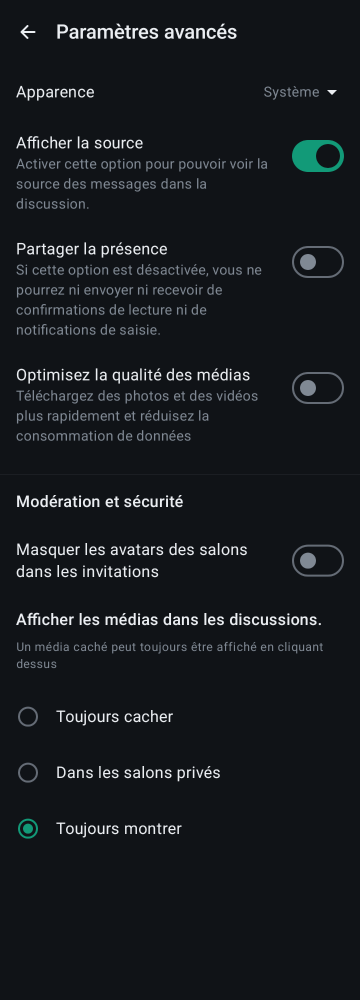 Paramètres avancés
Apparence
Système
Afficher la source
Activer cette option pour pouvoir voir la
source des messages dans la
discussion.
Partager la présence
Si cette option est désactivée, vous ne
pourrez ni envoyer ni recevoir de
confirmations de lecture ni de
notifications de saisie.
Optimisez la qualité des médias
Téléchargez des photos et des vidéos
plus rapidement et réduisez la
consommation de données
Modération et sécurité
Masquer les avatars des salons
dans les invitations
Afficher les médias dans les discussions.
Un média caché peut toujours être affiché en cliquant
dessus
Toujours cacher
Dans les salons privés
Toujours montrer